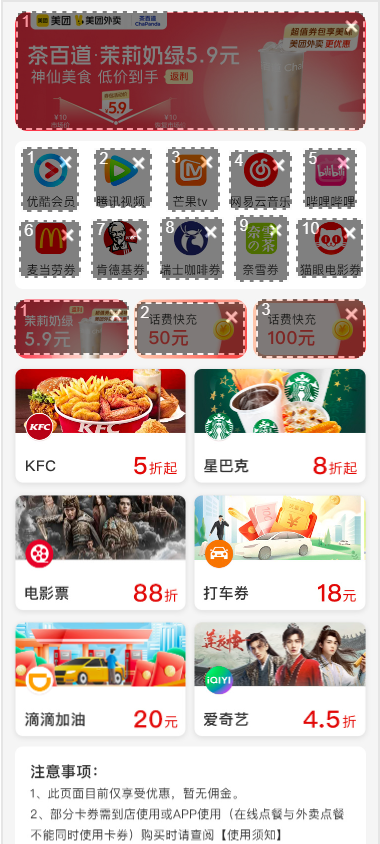 1
美团 美团外卖 茶百道 ChaPanda
超值券包享美味
美团外卖 更优惠
茶百道·茉莉奶绿5.9元
神仙美食 低价到手 返利
5.9
¥10
¥10
1 2 3 4 5
优酷会员 腾讯视频 芒果tv 网易云音乐 哔哩哔哩
6 7 8 9 10
麦当劳券 肯德基券 瑞士咖啡券 奈雪券 猫眼电影券
1 2 3
茉莉奶绿 返利 话费快充 话费快充
5.9元 50元 100元
KFC
KFC
KFC 5折起
星巴克 8折起
电影票 88折
打车券 18元
莲花楼
iQIYI
滴滴加油 20元
爱奇艺 4.5折
注意事项：
1、此页面目前仅享受优惠，暂无佣金。
2、部分卡券需到店使用或APP使用（在线点餐与外卖点餐
不能同时使用卡券）购买时请查阅【使用须知】